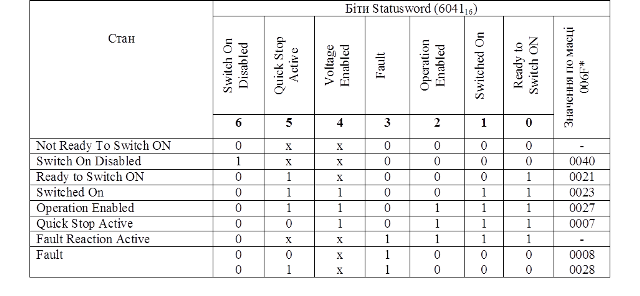 Стан
Біти Statusword (6041₁₆)
Switch On Disabled
Quick Stop Active
Voltage Enabled
Fault
Operation Enabled
Switched On
Ready to Switch ON
Значення по масці 006F*
6 5 4 3 2 1 0
Not Ready To Switch ON 0 x x 0 0 0 0 -
Switch On Disabled 1 x x 0 0 0 0 0040
Ready to Switch ON 0 1 x 0 0 0 1 0021
Switched On 0 1 1 0 0 1 1 0023
Operation Enabled 0 1 1 0 1 1 1 0027
Quick Stop Active 0 0 1 0 1 1 1 0007
Fault Reaction Active 0 x x 1 1 1 1 -
Fault 0 0 x 1 0 0 0 0008
0 1 x 1 0 0 0 0028